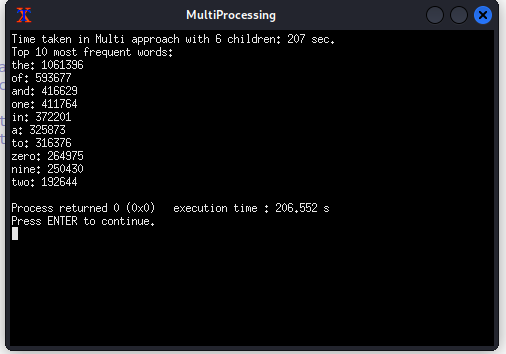 MultiProcessing
Time taken in Multi approach with 6 children: 207 sec.
Top 10 most frequent words:
the: 1061396
of: 593677
and: 416629
one: 411764
in: 372201
a: 325873
to: 316376
zero: 264975
nine: 250430
two: 192644
Process returned 0 (0x0)   execution time : 206.552 s
Press ENTER to continue.